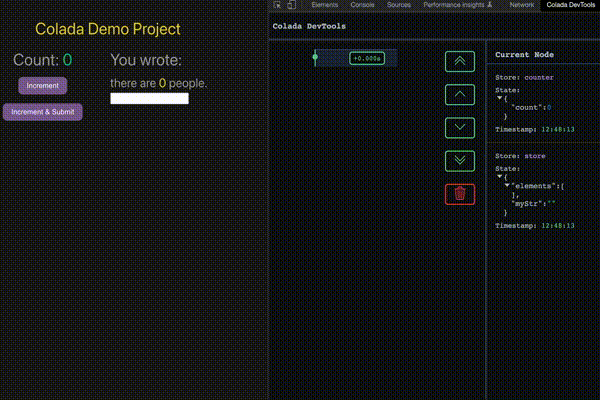 Elements Console Sources Performance insights Network Colada DevTools
Colada DevTools
Colada Demo Project
Count: 0
Increment
Increment & Submit
You wrote:
there are 0 people.
+0.000s
Current Node
Store: counter
State:
{
"count":0
}
Timestamp: 12:48:13
Store: store
State:
{
"elements":[
],
"myStr":""
}
Timestamp: 12:48:13